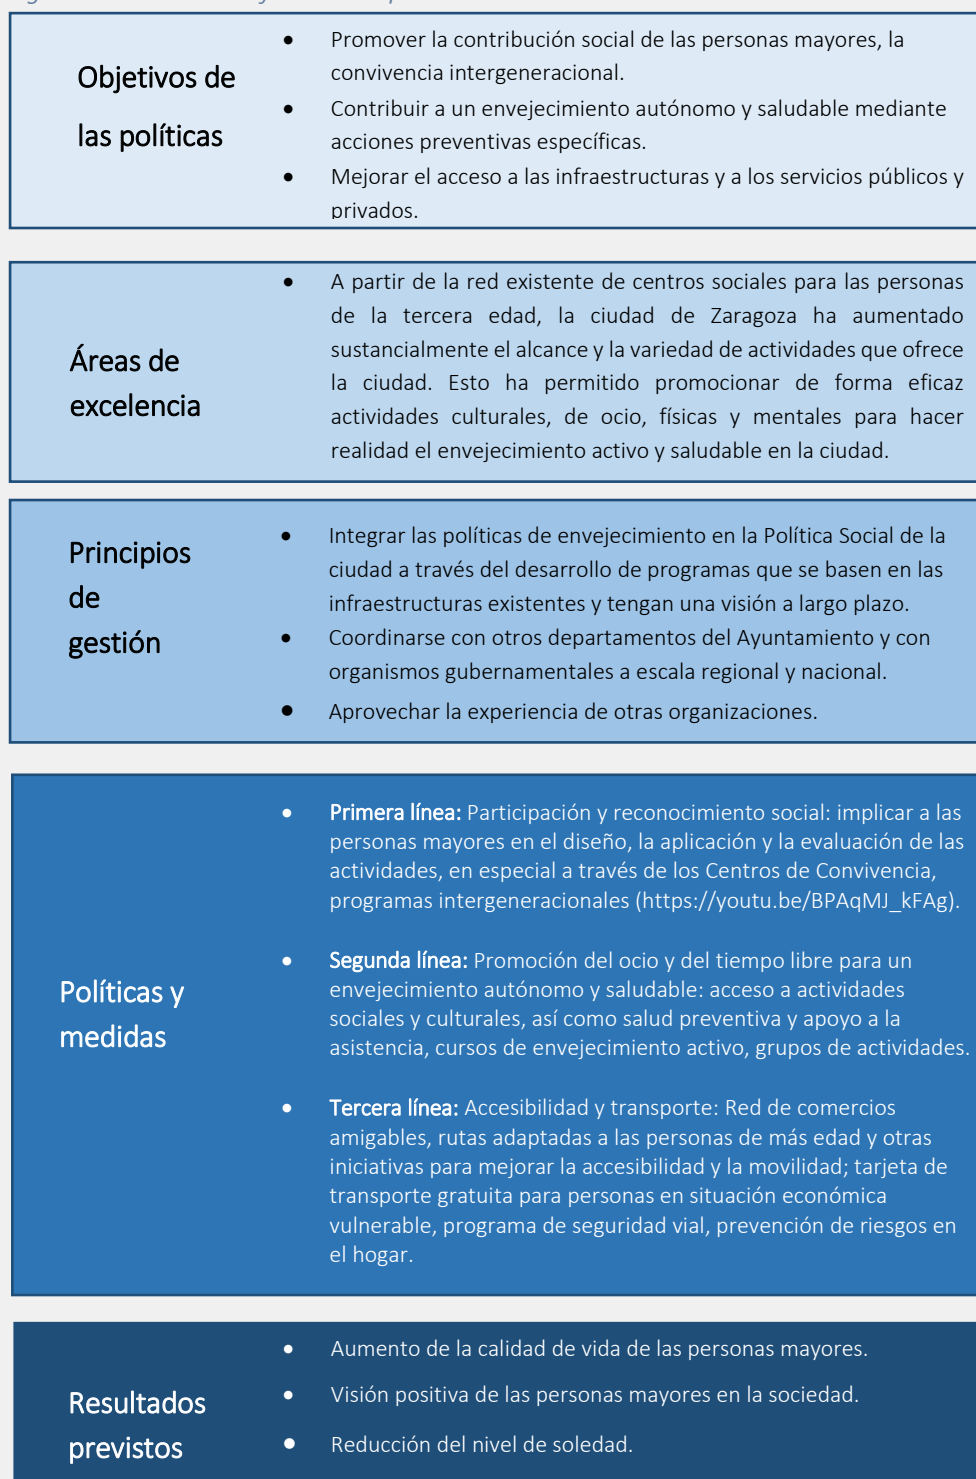 Objetivos de
las políticas
• Promover la contribución social de las personas mayores, la
convivencia intergeneracional.
• Contribuir a un envejecimiento autónomo y saludable mediante
acciones preventivas específicas.
• Mejorar el acceso a las infraestructuras y a los servicios públicos y
privados.
Áreas de
excelencia
• A partir de la red existente de centros sociales para las personas
de la tercera edad, la ciudad de Zaragoza ha aumentado
sustancialmente el alcance y la variedad de actividades que ofrece
la ciudad. Esto ha permitido promocionar de forma eficaz
actividades culturales, de ocio, físicas y mentales para hacer
realidad el envejecimiento activo y saludable en la ciudad.
Principios
de
gestión
• Integrar las políticas de envejecimiento en la Política Social de la
ciudad a través del desarrollo de programas que se basen en las
infraestructuras existentes y tengan una visión a largo plazo.
• Coordinarse con otros departamentos del Ayuntamiento y con
organismos gubernamentales a escala regional y nacional.
• Aprovechar la experiencia de otras organizaciones.
Políticas y
medidas
• Primera línea: Participación y reconocimiento social: implicar a las
personas mayores en el diseño, la aplicación y la evaluación de las
actividades, en especial a través de los Centros de Convivencia,
programas intergeneracionales (https://youtu.be/BPAqMJ_kFAg).
• Segunda línea: Promoción del ocio y del tiempo libre para un
envejecimiento autónomo y saludable: acceso a actividades
sociales y culturales, así como salud preventiva y apoyo a la
asistencia, cursos de envejecimiento activo, grupos de actividades.
• Tercera línea: Accesibilidad y transporte: Red de comercios
amigables, rutas adaptadas a las personas de más edad y otras
iniciativas para mejorar la accesibilidad y la movilidad; tarjeta de
transporte gratuita para personas en situación económica
vulnerable, programa de seguridad vial, prevención de riesgos en
el hogar.
Resultados
previstos
• Aumento de la calidad de vida de las personas mayores.
• Visión positiva de las personas mayores en la sociedad.
• Reducción del nivel de soledad.